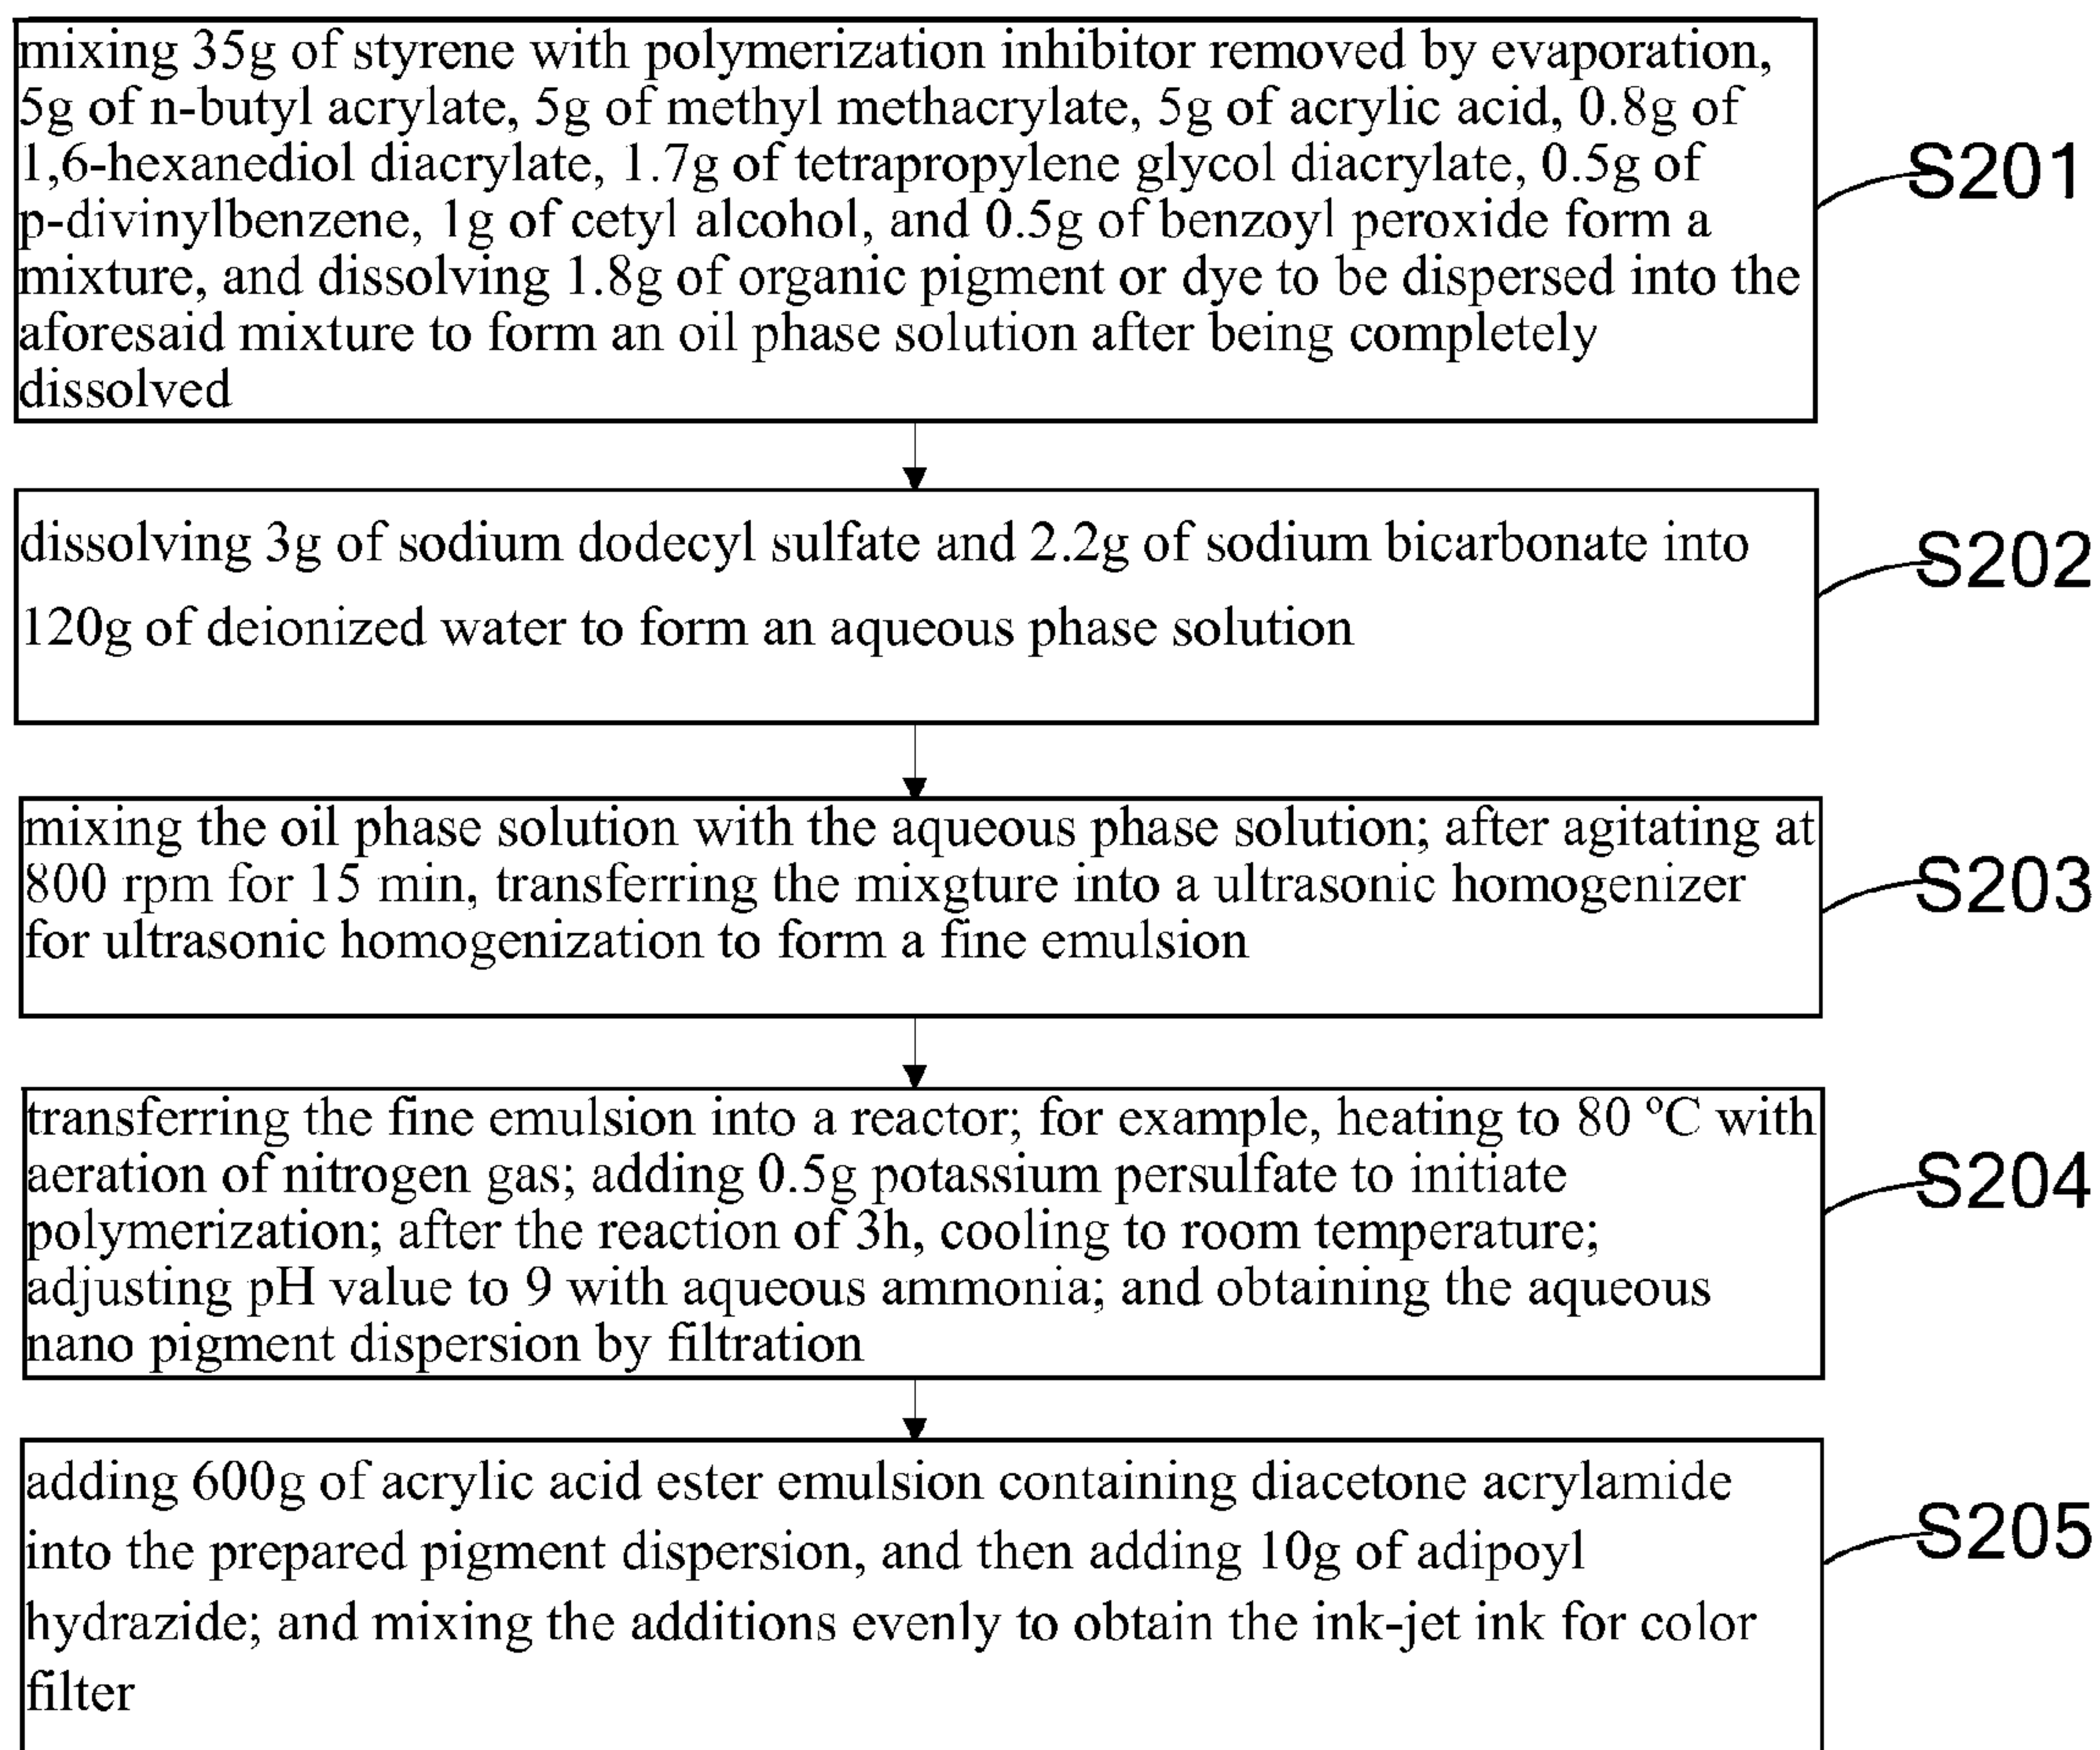 mixing 35g of styrene with polymerization inhibitor removed by evaporation,
5g of n-butyl acrylate, 5g of methyl methacrylate, 5g of acrylic acid, 0.8g of
1,6-hexanediol diacrylate, 1.7g of tetrapropylene glycol diacrylate, 0.5g of
p-divinylbenzene, 1g of cetyl alcohol, and 0.5g of benzoyl peroxide form a
mixture, and dissolving 1.8g of organic pigment or dye to be dispersed into the
aforesaid mixture to form an oil phase solution after being completely
dissolved
S201
dissolving 3g of sodium dodecyl sulfate and 2.2g of sodium bicarbonate into
120g of deionized water to form an aqueous phase solution
S202
mixing the oil phase solution with the aqueous phase solution; after agitating at
800 rpm for 15 min, transferring the mixgture into a ultrasonic homogenizer
for ultrasonic homogenization to form a fine emulsion
S203
transferring the fine emulsion into a reactor; for example, heating to 80 ºC with
aeration of nitrogen gas; adding 0.5g potassium persulfate to initiate
polymerization; after the reaction of 3h, cooling to room temperature;
adjusting pH value to 9 with aqueous ammonia; and obtaining the aqueous
nano pigment dispersion by filtration
S204
adding 600g of acrylic acid ester emulsion containing diacetone acrylamide
into the prepared pigment dispersion, and then adding 10g of adipoyl
hydrazide; and mixing the additions evenly to obtain the ink-jet ink for color
filter
S205